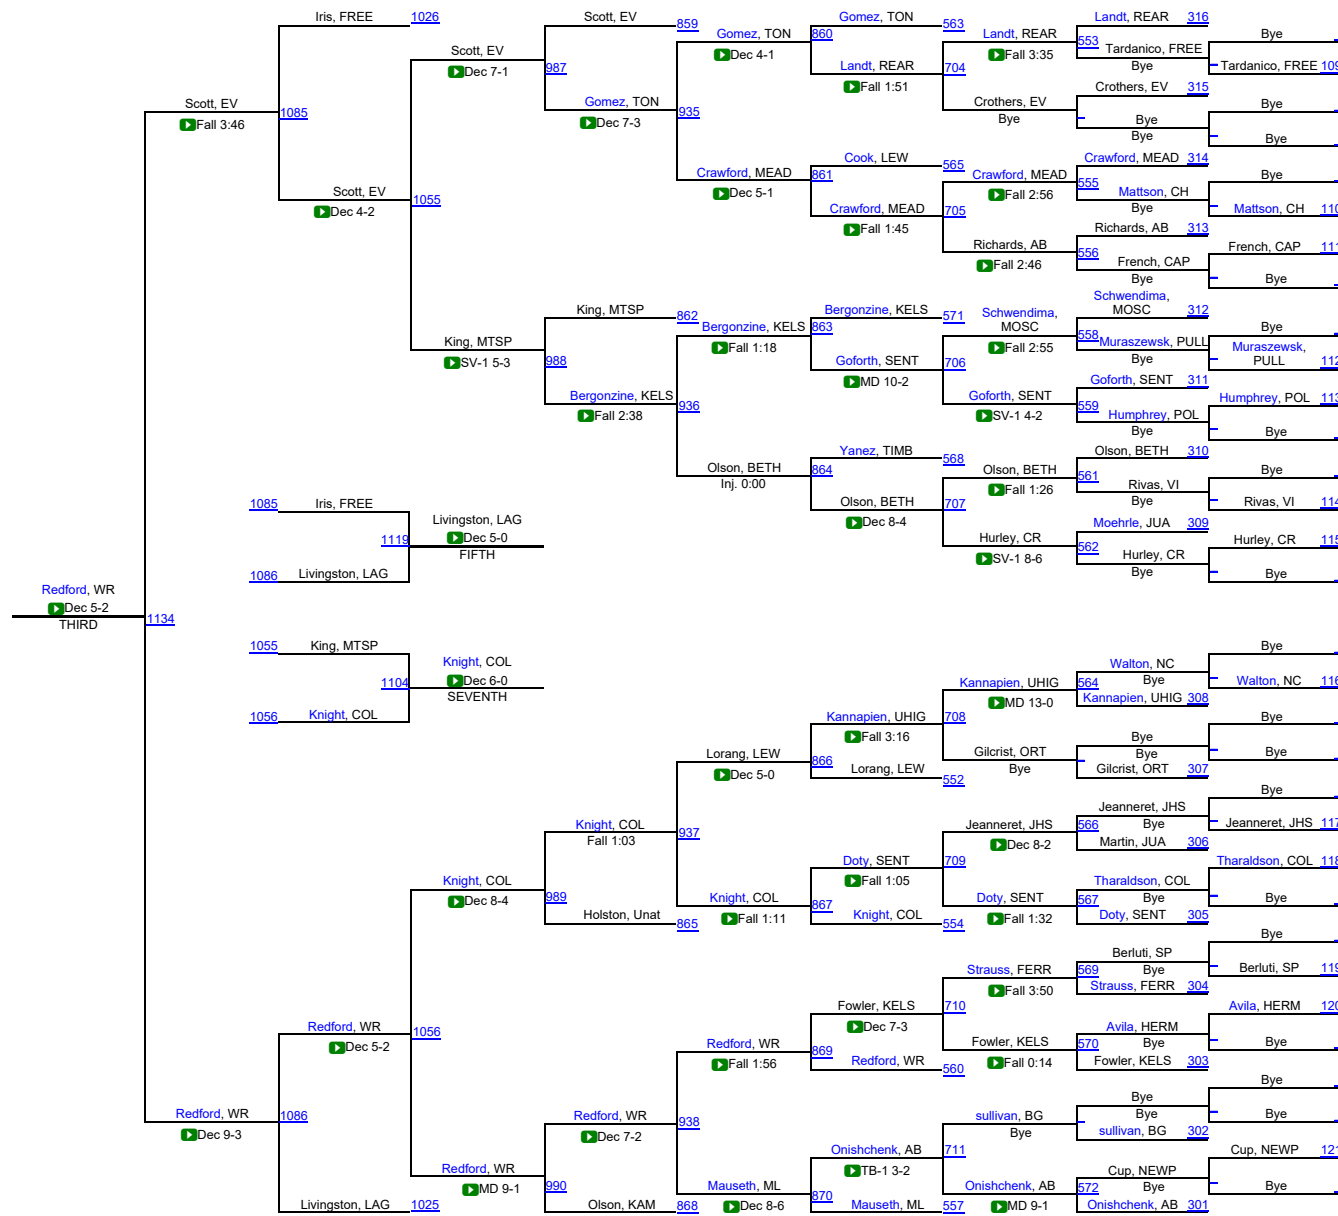 Iris, FREE 1026
Scott, EV 859
Gomez, TON 563
Landt, REAR 316
Bye
Gomez, TON 860
Landt, REAR 553
Scott, EV
Dec 4-1
Fall 3:35
Tardanico, FREE
Bye
Tardanico, FREE 109
Dec 7-1 987
Landt, REAR 704
Fall 1:51
Crothers, EV 315
Scott, EV
Gomez, TON 935
Crothers, EV
Bye
Bye
Bye
Bye
Bye
Fall 3:46
1085
Dec 7-3
Cook, LEW 565
Crawford, MEAD 314
Crawford, MEAD 861
Crawford, MEAD 555
Bye
Dec 5-1
Fall 2:56
Mattson, CH
Bye
Mattson, CH 110
Scott, EV 1055
Dec 4-2
Crawford, MEAD 705
Fall 1:45
Richards, AB 313
Richards, AB 556
Fall 2:46
French, CAP
Bye
French, CAP 111
Bye
King, MTSP 862
Bergonzine, KELS 571
Schwendima,
MOSC 312
Bergonzine, KELS 863
Schwendima,
MOSC 558
Bye
King, MTSP
Fall 1:18
Fall 2:55
Muraszewsk, PULL
Bye
Muraszewsk,
PULL 112
SV-1 5-3 988
Goforth, SENT 706
MD 10-2
Goforth, SENT 311
Bergonzine, KELS 936
Fall 2:38
Goforth, SENT 559
SV-1 4-2
Humphrey, POL
Bye
Humphrey, POL 113
Bye
Yanez, TIMB 568
Olson, BETH 310
Olson, BETH 864
Inj. 0:00
Olson, BETH 561
Fall 1:26
Bye
Rivas, VI
Bye
Rivas, VI 114
1085 Iris, FREE
Olson, BETH 707
Dec 8-4
Moehrle, JUA 309
Livingston, LAG
Dec 5-0
FIFTH
1119
Hurley, CR 562
SV-1 8-6
Hurley, CR
Bye
Hurley, CR 115
Bye
1086 Livingston, LAG
Redford, WR
Dec 5-2
THIRD
1134
1055 King, MTSP
Bye
1104
Knight, COL
Dec 6-0
SEVENTH
Walton, NC
Bye
Walton, NC 116
Kannapien, UHIG 564
MD 13-0
Kannapien, UHIG 308
1056 Knight, COL
Kannapien, UHIG 708
Fall 3:16
Bye
Bye
Bye
Bye
Lorang, LEW 866
Dec 5-0
Gilcrist, ORT
Bye
Gilcrist, ORT 307
Lorang, LEW 552
Bye
Knight, COL 937
Fall 1:03
Jeanneret, JHS
Bye
Jeanneret, JHS 117
Jeanneret, JHS 566
Dec 8-2
Martin, JUA 306
Knight, COL 989
Dec 8-4
Doty, SENT 709
Fall 1:05
Tharaldson, COL 118
Tharaldson, COL
Bye
Bye
Knight, COL 867
Fall 1:11
Doty, SENT 567
Fall 1:32
Doty, SENT 305
Holston, Unat 865
Knight, COL 554
Bye
Berluti, SP
Bye
Berluti, SP 119
Strauss, FERR 569
Fall 3:50
Strauss, FERR 304
Redford, WR 1056
Dec 5-2
Fowler, KELS 710
Dec 7-3
Avila, HERM 120
Avila, HERM
Bye
Bye
Redford, WR 869
Fall 1:56
Fowler, KELS 570
Fall 0:14
Fowler, KELS 303
Redford, WR 560
Bye
Redford, WR 1086
Dec 9-3
Redford, WR 938
Dec 7-2
Bye
Bye
Bye
sullivan, BG
Bye
sullivan, BG 302
Redford, WR 990
MD 9-1
Onishchenk, AB 711
TB-1 3-2
Cup, NEWP 121
Cup, NEWP
Bye
Bye
Mauseth, ML 870
Dec 8-6
Onishchenk, AB 572
MD 9-1
Onishchenk, AB 301
Livingston, LAG 1025
Olson, KAM 868
Mauseth, ML 557